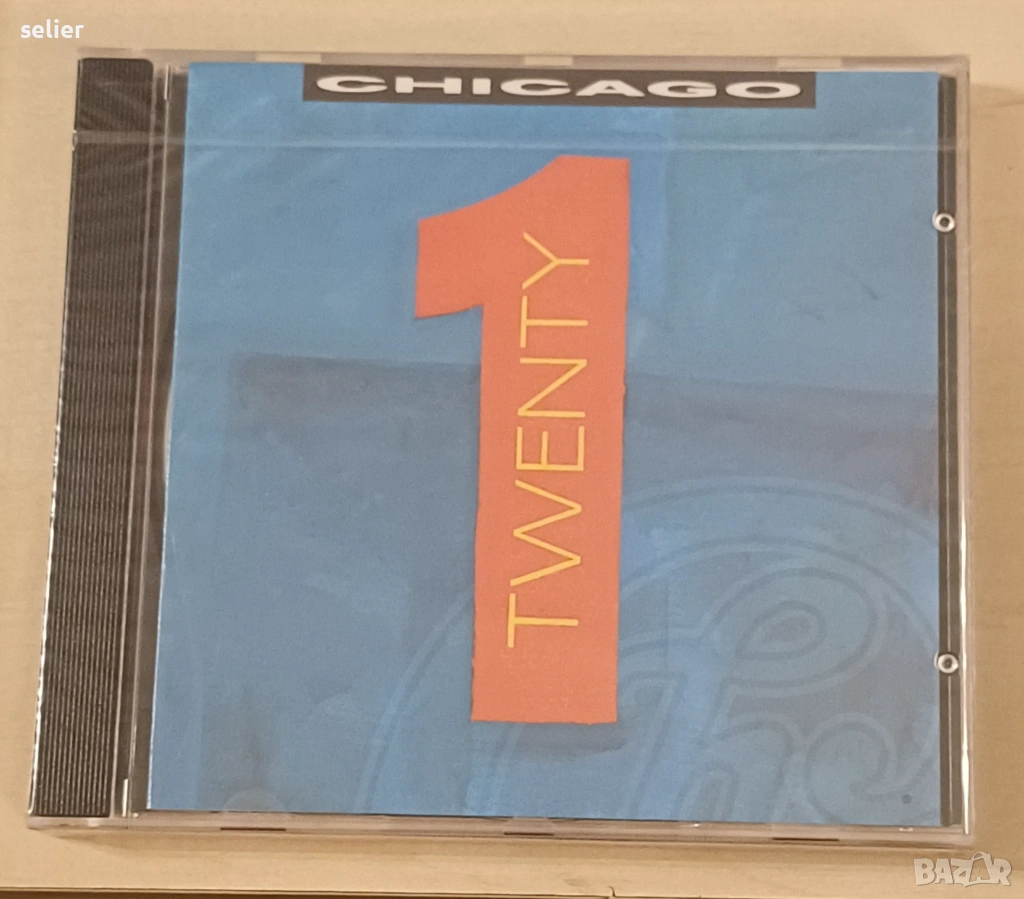 selier
CHICAGO
1
TWENTY
BAZAR